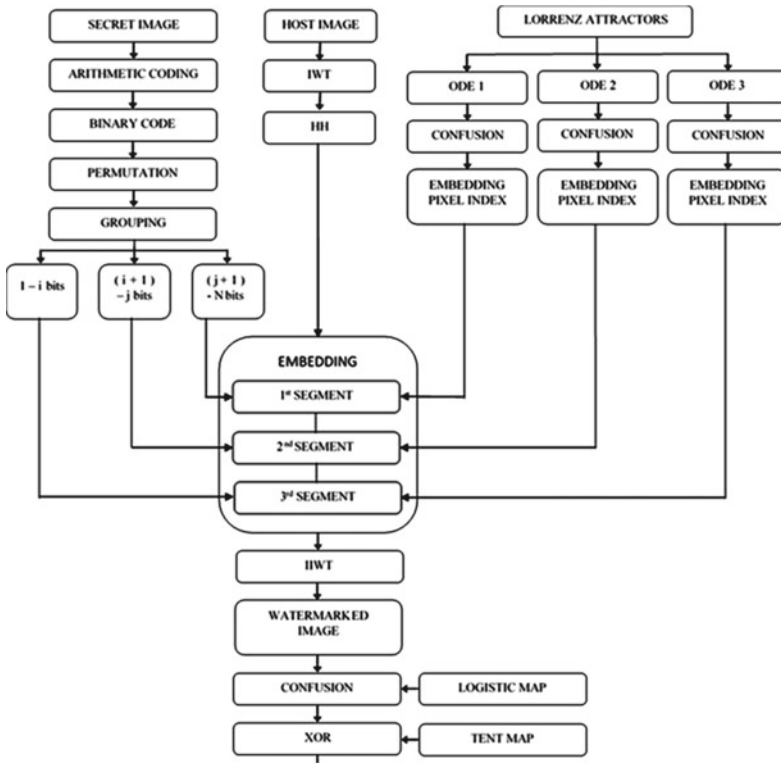 SECRET IMAGE
ARITHMETIC CODING
BINARY CODE
PERMUTATION
GROUPING
1 – i bits
( i + 1 )
– j bits
( j + 1 )
- N bits
HOST IMAGE
IWT
HH
LORRENZ ATTRACTORS
ODE 1
CONFUSION
EMBEDDING
PIXEL INDEX
ODE 2
CONFUSION
EMBEDDING
PIXEL INDEX
ODE 3
CONFUSION
EMBEDDING
PIXEL INDEX
EMBEDDING
1st SEGMENT
2nd SEGMENT
3rd SEGMENT
IIWT
WATERMARKED
IMAGE
CONFUSION
LOGISTIC MAP
XOR
TENT MAP